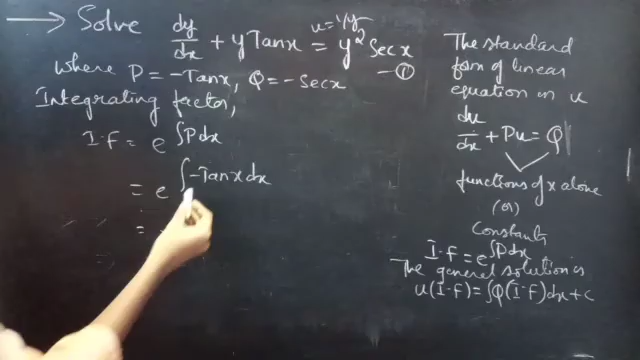 → Solve dy/dx + y Tanx = y² Sec x — ①
u = 1/y
where P = -Tanx, Q = -Secx
Integrating factor,
I.F = e^∫Pdx
= e^∫-Tanx dx
=
The standard
form of linear
equation in u
du/dx + Pu = Q
functions of x alone
(or)
Constants
I.F = e^∫Pdx
The general solution is
u(I.F) = ∫Q(I.F)dx + c